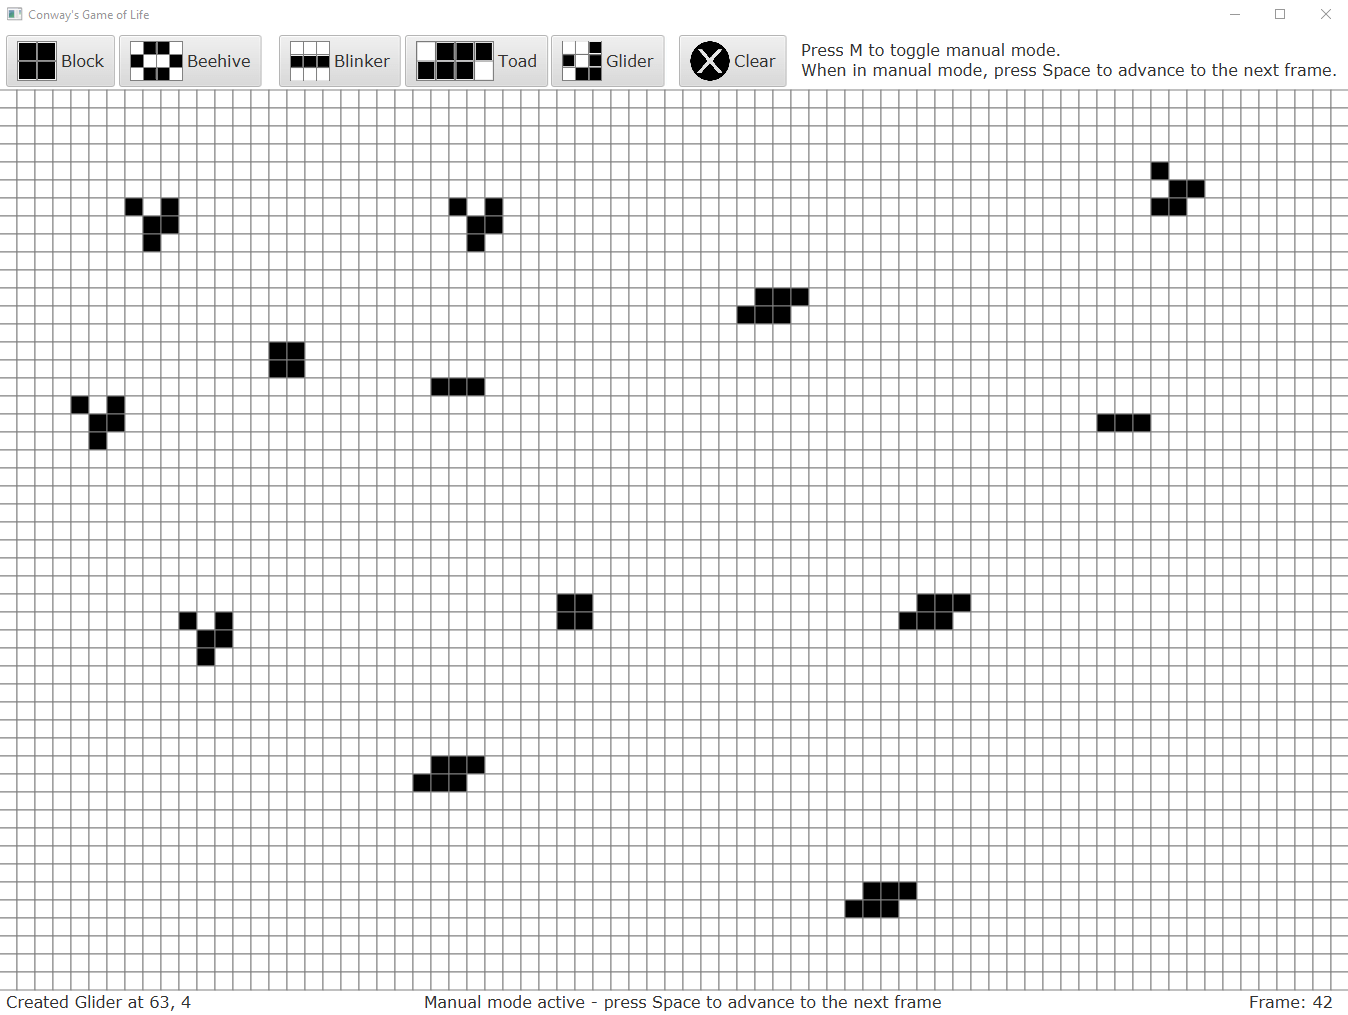 Conway's Game of Life
Block
Beehive
Blinker
Toad
Glider
Clear
Press M to toggle manual mode.
When in manual mode, press Space to advance to the next frame.
Created Glider at 63, 4
Manual mode active - press Space to advance to the next frame
Frame: 42